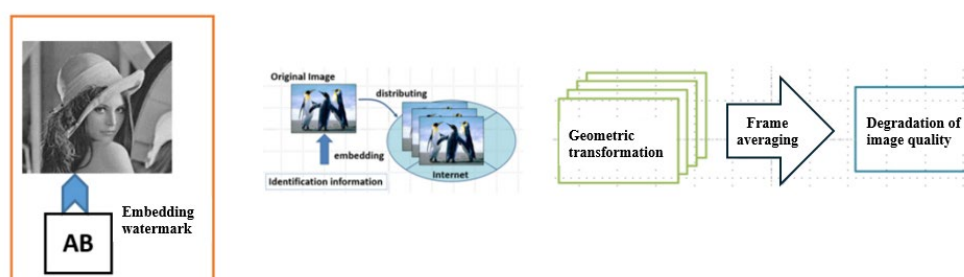 AB
Embedding
watermark
Original Image
distributing
embedding
Identification information
Internet
Geometric
transformation
Frame
averaging
Degradation of
image quality